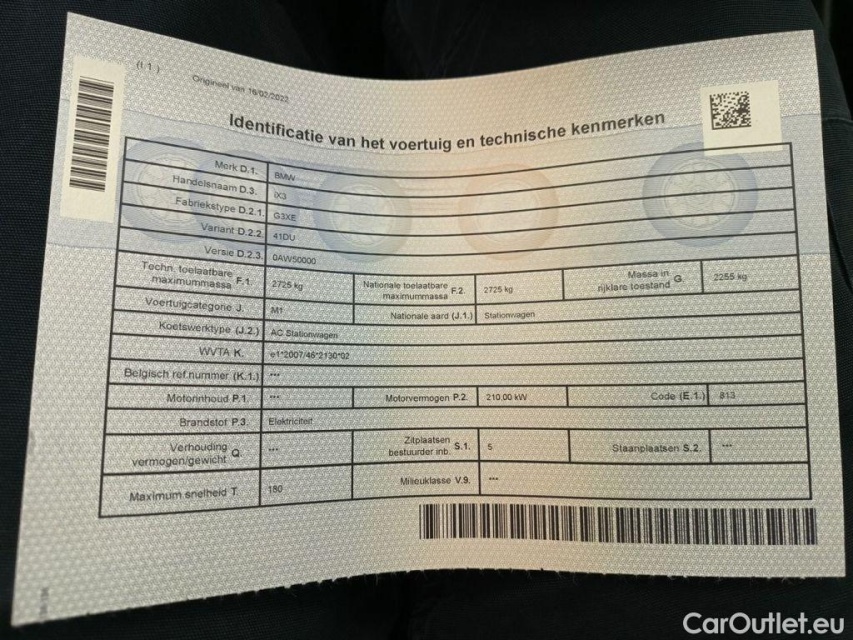 (I.1)
Origineel van 16/02/2022
Identificatie van het voertuig en technische kenmerken
Merk D.1. BMW
Handelsnaam D.3. iX3
Fabriekstype D.2.1. G3XE
Variant D.2.2. 41DU
Versie D.2.3. 0AW50000
Techn. toelaatbare maximummassa F.1. 2725 kg Nationale toelaatbare maximummassa F.2. 2725 kg Massa in rijklare toestand G. 2255 kg
Voertuigcategorie J. M1 Nationale aard (J.1.) Stationwagen
Koetswerktype (J.2.) AC Stationwagen
WVTA K. e1*2007/46*2130*02
Belgisch ref.nummer (K.1.) ***
Motorinhoud P.1. *** Motorvermogen P.2. 210.00 kW Code (E.1.) 813
Brandstof P.3. Elektriciteit
Verhouding vermogen/gewicht Q. *** Zitplaatsen bestuurder inb. S.1. 5 Staanplaatsen S.2. ***
Maximum snelheid T. 180 Milieuklasse V.9. ***
CarOutlet.eu